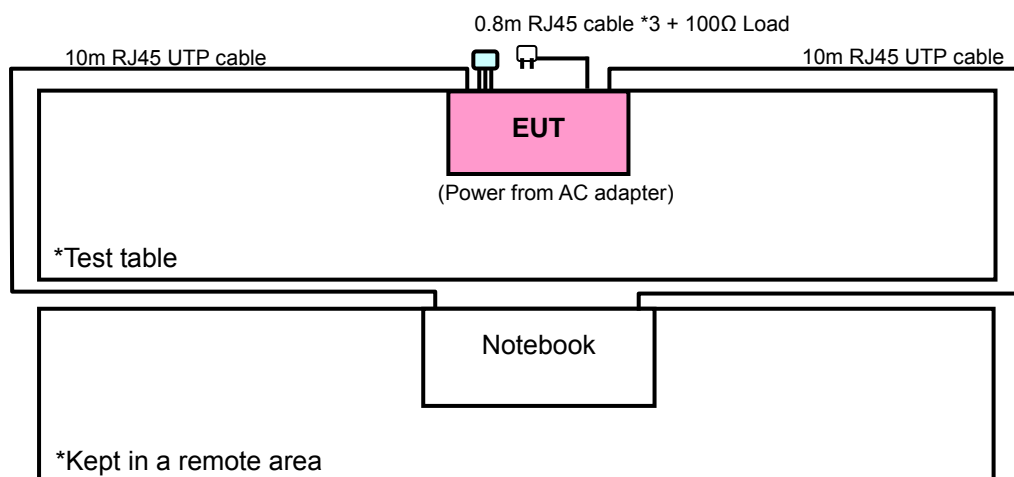 0.8m RJ45 cable *3 + 100Ω Load
10m RJ45 UTP cable
10m RJ45 UTP cable
EUT
(Power from AC adapter)
*Test table
Notebook
*Kept in a remote area